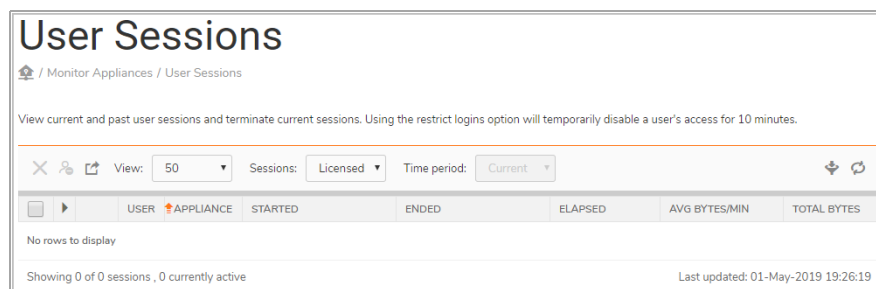 User Sessions
/ Monitor Appliances / User Sessions
View current and past user sessions and terminate current sessions. Using the restrict logins option will temporarily disable a user's access for 10 minutes.
View: 50 Sessions: Licensed Time period: Current
USER APPLIANCE STARTED ENDED ELAPSED AVG BYTES/MIN TOTAL BYTES
No rows to display
Showing 0 of 0 sessions , 0 currently active Last updated: 01-May-2019 19:26:19